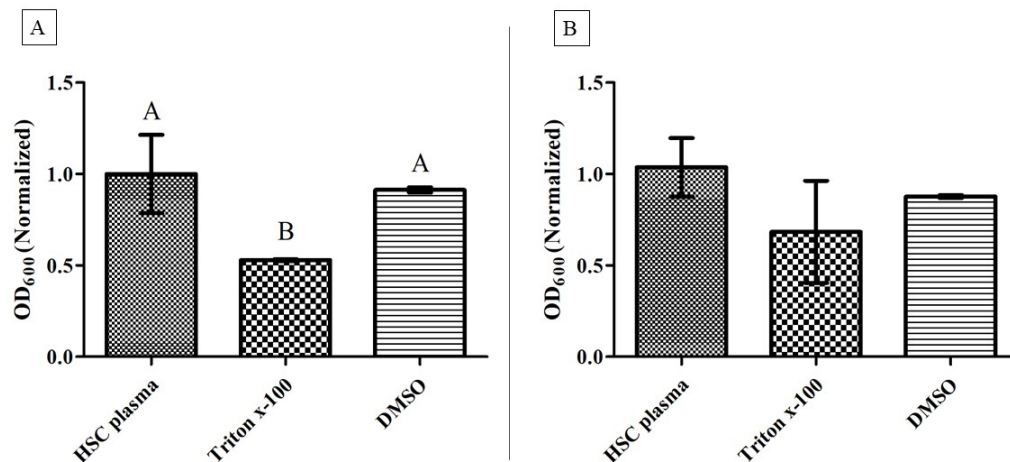 A
1.5
1.0
0.5
0.0
OD600 (Normalized)
A
B
A
HSC plasma
Triton x-100
DMSO
B
1.5
1.0
0.5
0.0
OD600 (Normalized)
HSC plasma
Triton x-100
DMSO